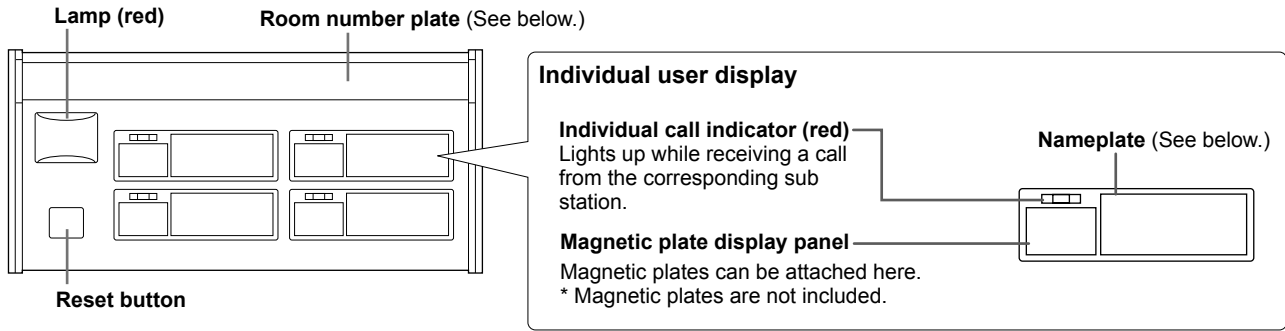 Lamp (red)
Room number plate (See below.)
Reset button
Individual user display
Individual call indicator (red)
Lights up while receiving a call
from the corresponding sub
station.
Magnetic plate display panel
Magnetic plates can be attached here.
* Magnetic plates are not included.
Nameplate (See below.)